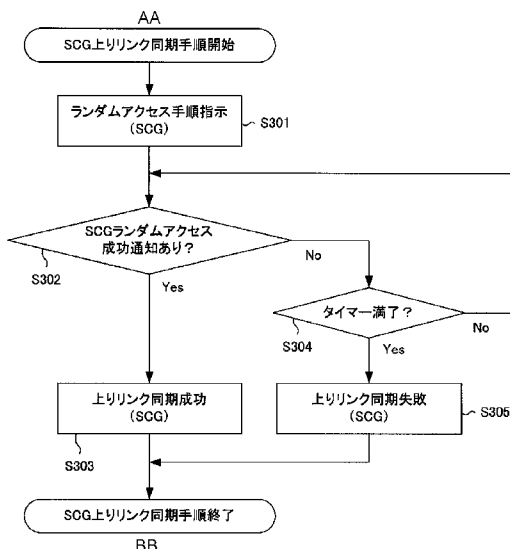 AA
SCG上りリンク同期手順開始
ランダムアクセス手順指示
(SCG)
S301
SCGランダムアクセス
成功通知あり?
S302
No
Yes
タイマー満了?
S304
No
Yes
上りリンク同期成功
(SCG)
S303
上りリンク同期失敗
(SCG)
S305
SCG上りリンク同期手順終了
BB